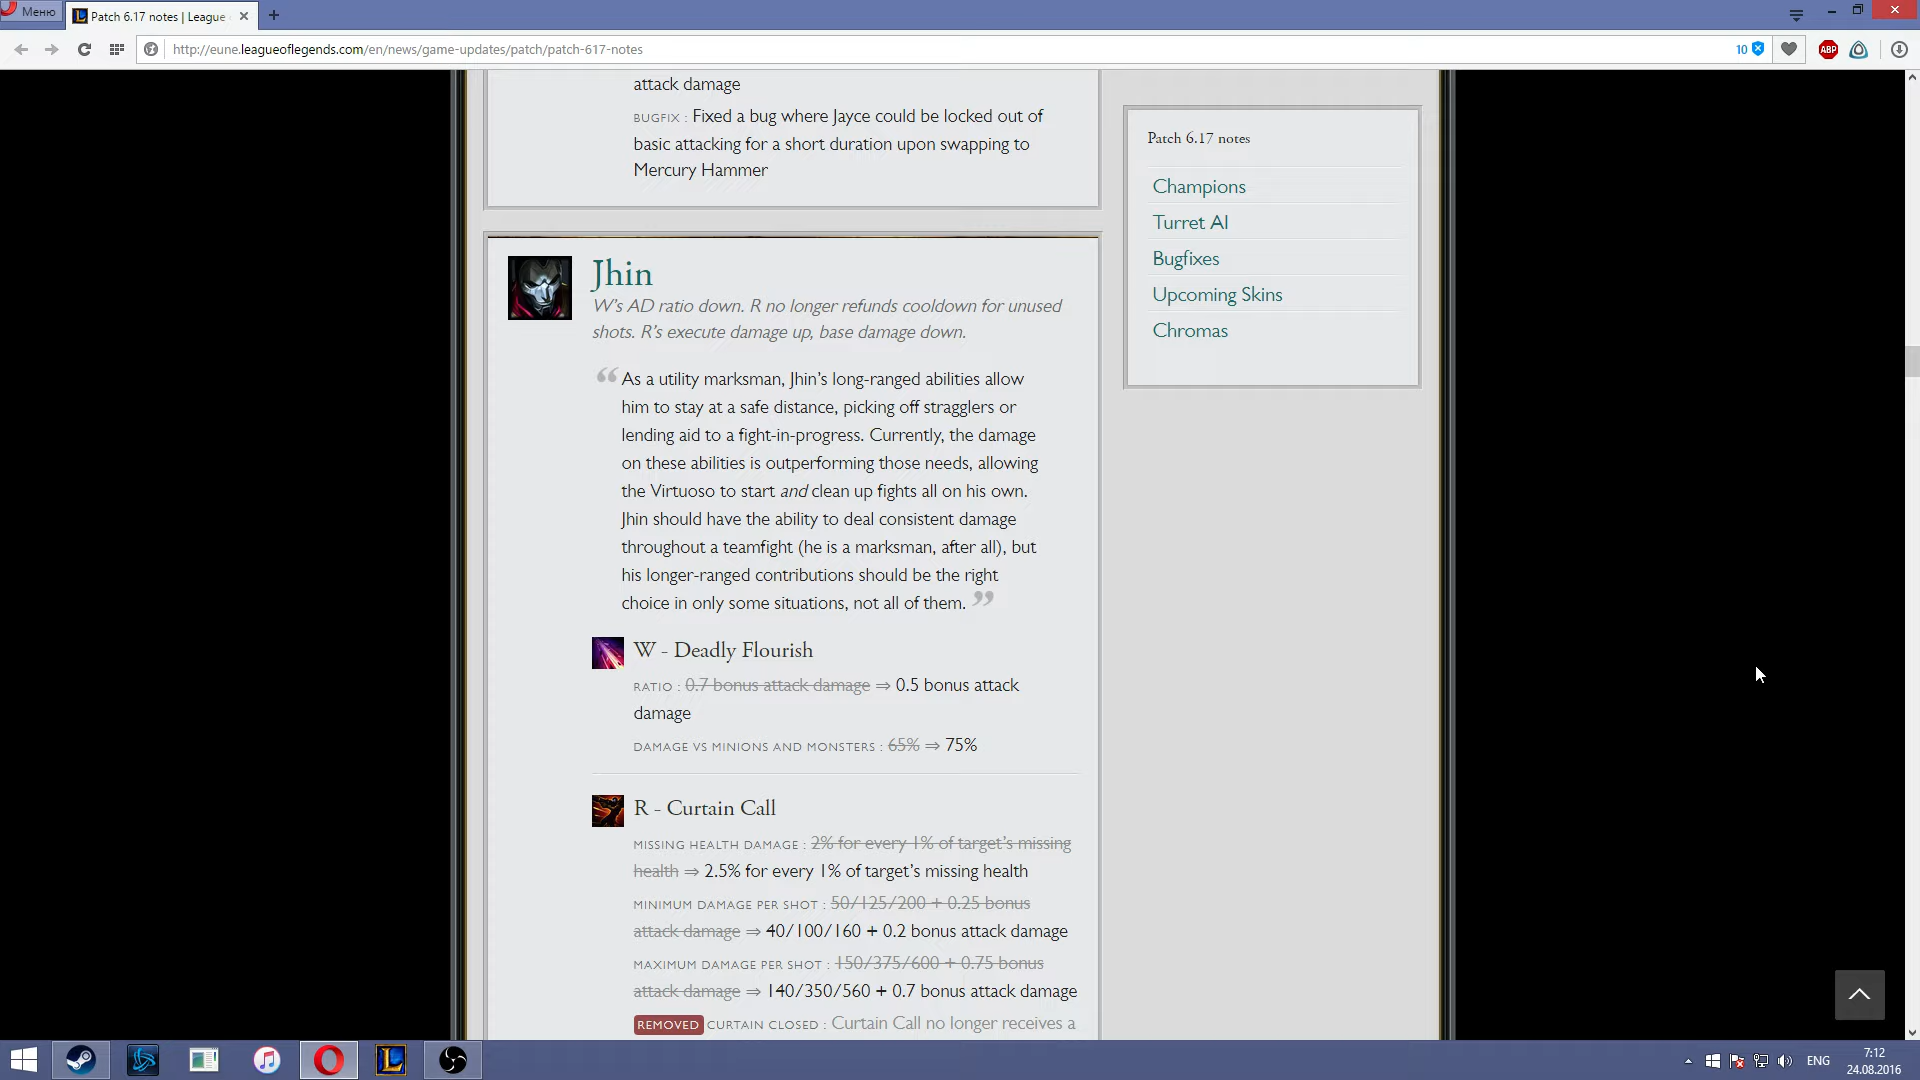 Меню
Patch 6.17 notes | League
http://eune.leagueoflegends.com/en/news/game-updates/patch/patch-617-notes
10
ABP
attack damage
BUGFIX : Fixed a bug where Jayce could be locked out of
basic attacking for a short duration upon swapping to
Mercury Hammer
Patch 6.17 notes
Champions
Turret AI
Bugfixes
Upcoming Skins
Chromas
Jhin
W's AD ratio down. R no longer refunds cooldown for unused
shots. R's execute damage up, base damage down.
“ As a utility marksman, Jhin's long-ranged abilities allow
him to stay at a safe distance, picking off stragglers or
lending aid to a fight-in-progress. Currently, the damage
on these abilities is outperforming those needs, allowing
the Virtuoso to start and clean up fights all on his own.
Jhin should have the ability to deal consistent damage
throughout a teamfight (he is a marksman, after all), but
his longer-ranged contributions should be the right
choice in only some situations, not all of them. ”
W - Deadly Flourish
RATIO : 0.7 bonus attack damage ⇒ 0.5 bonus attack
damage
DAMAGE VS MINIONS AND MONSTERS : 65% ⇒ 75%
R - Curtain Call
MISSING HEALTH DAMAGE : 2% for every 1% of target's missing
health ⇒ 2.5% for every 1% of target's missing health
MINIMUM DAMAGE PER SHOT : 50/125/200 + 0.25 bonus
attack damage ⇒ 40/100/160 + 0.2 bonus attack damage
MAXIMUM DAMAGE PER SHOT : 150/375/600 + 0.75 bonus
attack damage ⇒ 140/350/560 + 0.7 bonus attack damage
REMOVED CURTAIN CLOSED : Curtain Call no longer receives a
ENG
7:12
24.08.2016